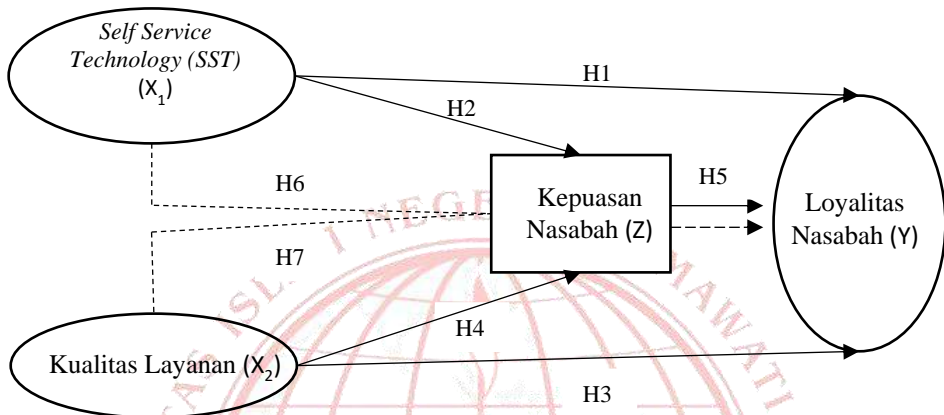 Self Service
Technology (SST)
(X₁)
H1
H2
H6
Kepuasan
Nasabah (Z)
H5
Loyalitas
Nasabah (Y)
H7
H4
Kualitas Layanan (X₂)
H3